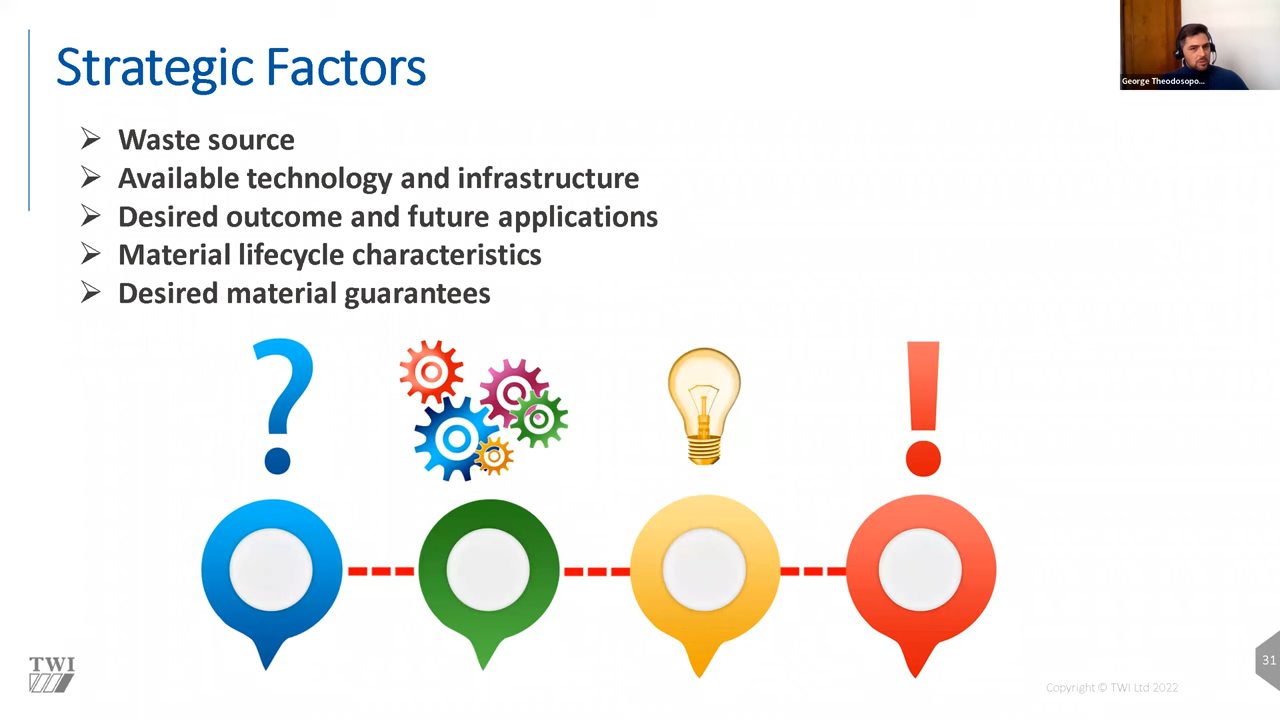 Strategic Factors
George Theodosopo...
Waste source
Available technology and infrastructure
Desired outcome and future applications
Material lifecycle characteristics
Desired material guarantees
?
!
TWI
31
Copyright © TWI Ltd 2022